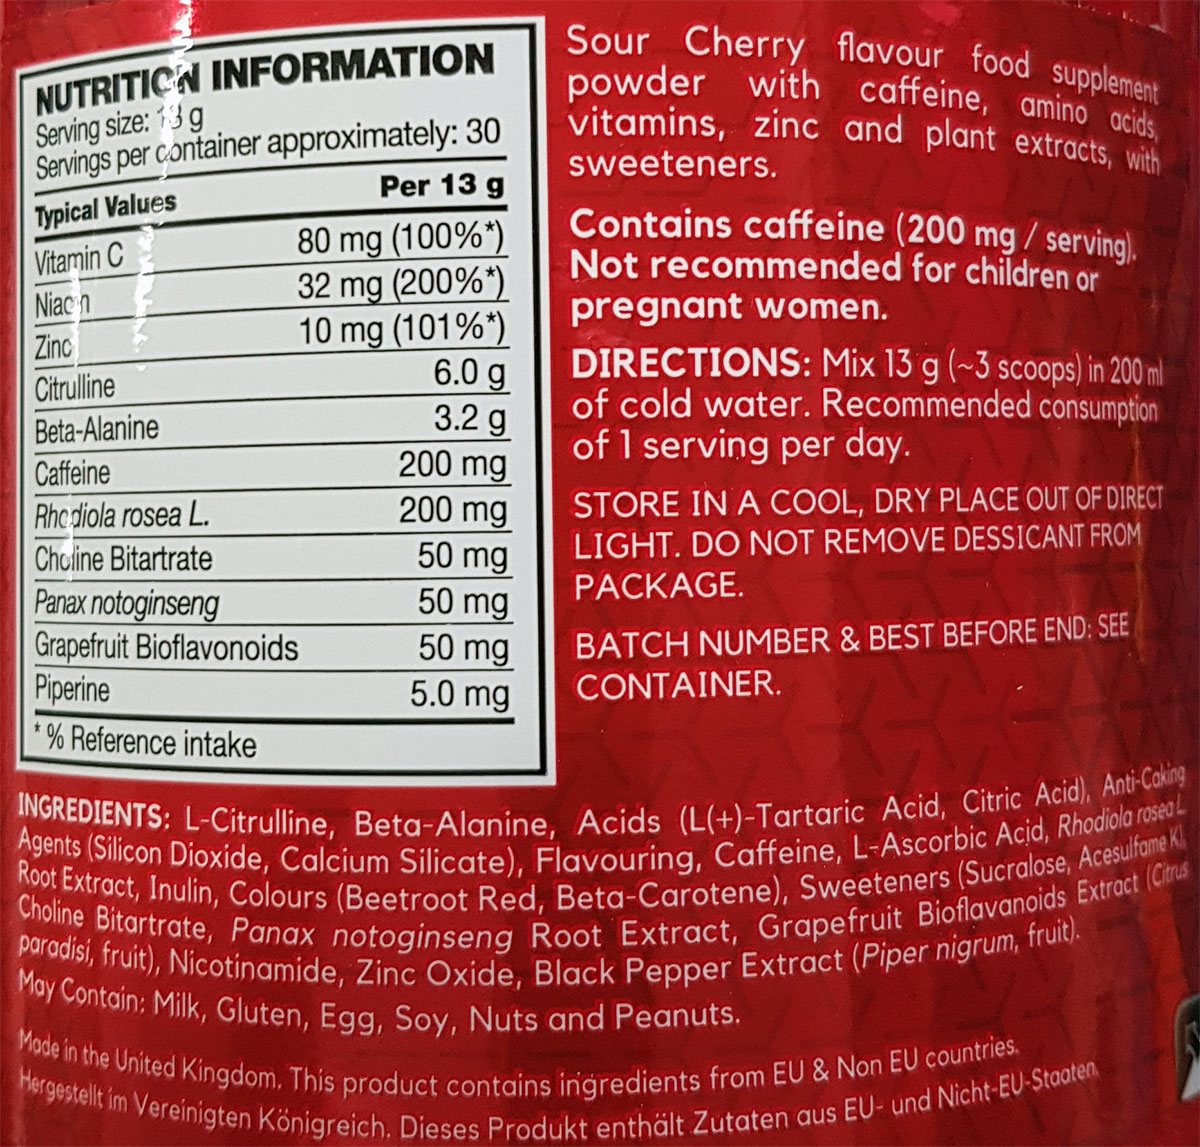 NUTRITION INFORMATION
Serving size: 13 g
Servings per container approximately: 30
Typical Values Per 13 g
Vitamin C 80 mg (100%*)
Niacin 32 mg (200%*)
Zinc 10 mg (101%*)
Citrulline 6.0 g
Beta-Alanine 3.2 g
Caffeine 200 mg
Rhodiola rosea L. 200 mg
Choline Bitartrate 50 mg
Panax notoginseng 50 mg
Grapefruit Bioflavonoids 50 mg
Piperine 5.0 mg
* % Reference intake
Sour Cherry flavour food supplement
powder with caffeine, amino acids,
vitamins, zinc and plant extracts, with
sweeteners.
Contains caffeine (200 mg / serving).
Not recommended for children or
pregnant women.
DIRECTIONS: Mix 13 g (~3 scoops) in 200 ml
of cold water. Recommended consumption
of 1 serving per day.
STORE IN A COOL, DRY PLACE OUT OF DIRECT
LIGHT. DO NOT REMOVE DESSICANT FROM
PACKAGE.
BATCH NUMBER & BEST BEFORE END: SEE
CONTAINER.
INGREDIENTS: L-Citrulline, Beta-Alanine, Acids (L(+)-Tartaric Acid, Citric Acid), Anti-Caking
Agents (Silicon Dioxide, Calcium Silicate), Flavouring, Caffeine, L-Ascorbic Acid, Rhodiola rosea L
Root Extract, Inulin, Colours (Beetroot Red, Beta-Carotene), Sweeteners (Sucralose, Acesulfame K),
Choline Bitartrate, Panax notoginseng Root Extract, Grapefruit Bioflavanoids Extract (Citrus
paradisi, fruit), Nicotinamide, Zinc Oxide, Black Pepper Extract (Piper nigrum, fruit).
May Contain: Milk, Gluten, Egg, Soy, Nuts and Peanuts.
Made in the United Kingdom. This product contains ingredients from EU & Non EU countries.
Hergestellt im Vereinigten Königreich. Dieses Produkt enthält Zutaten aus EU- und Nicht-EU-Staaten.